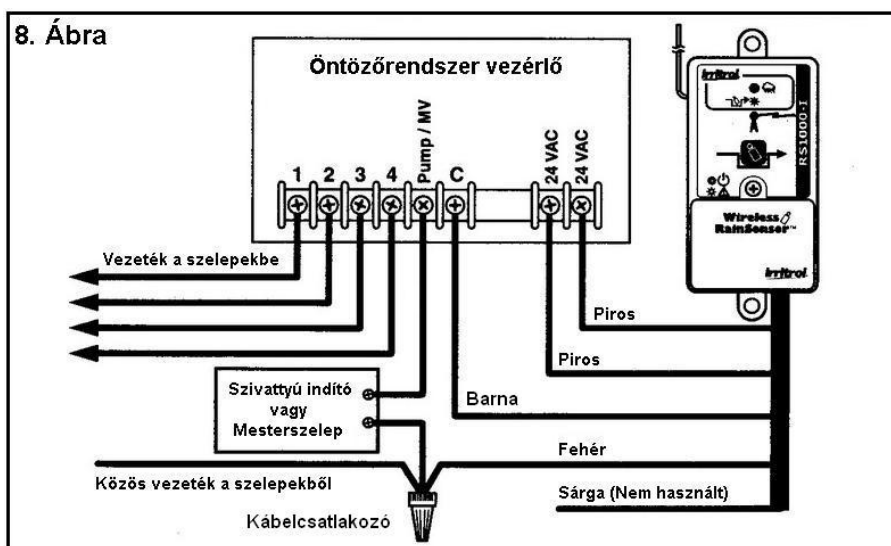 8. Ábra
Öntözőrendszer vezérlő
1
2
3
4
Pump / MV
C
24 VAC
24 VAC
Irritrol
RS1000-I
Wireless
RainSensor™
Irritrol
Vezeték a szelepekbe
Piros
Piros
Szivattyú indító
vagy
Mesterszelep
Barna
Fehér
Közös vezeték a szelepekből
Sárga (Nem használt)
Kábelcsatlakozó